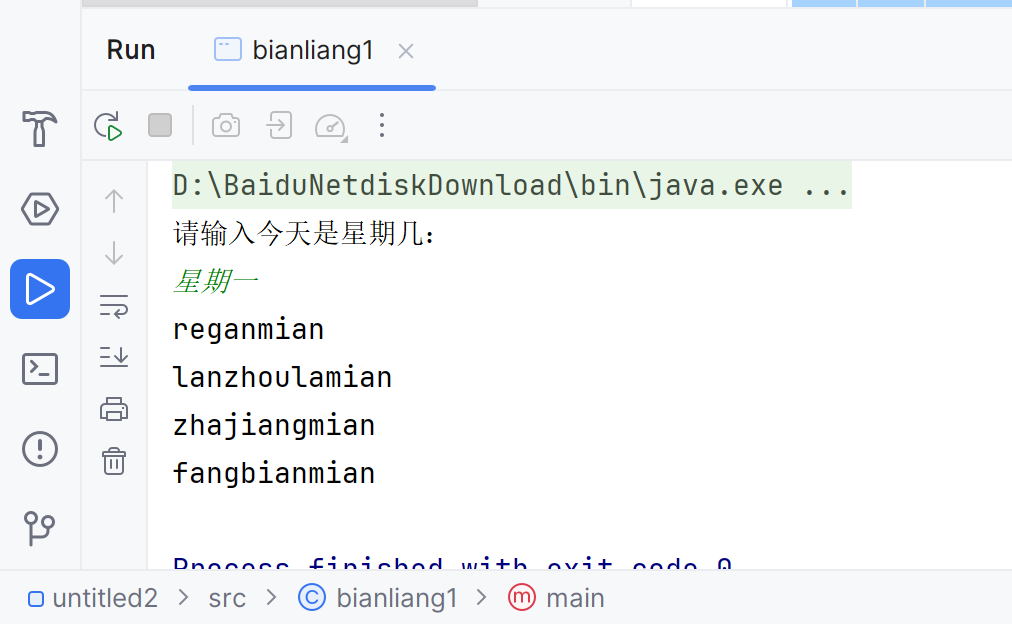 Run bianliang1
D:\BaiduNetdiskDownload\bin\java.exe ...
请输入今天是星期几：
星期一
reganmian
lanzhoulamian
zhajiangmian
fangbianmian
Process finished with exit code 0
untitled2 > src > bianliang1 > main